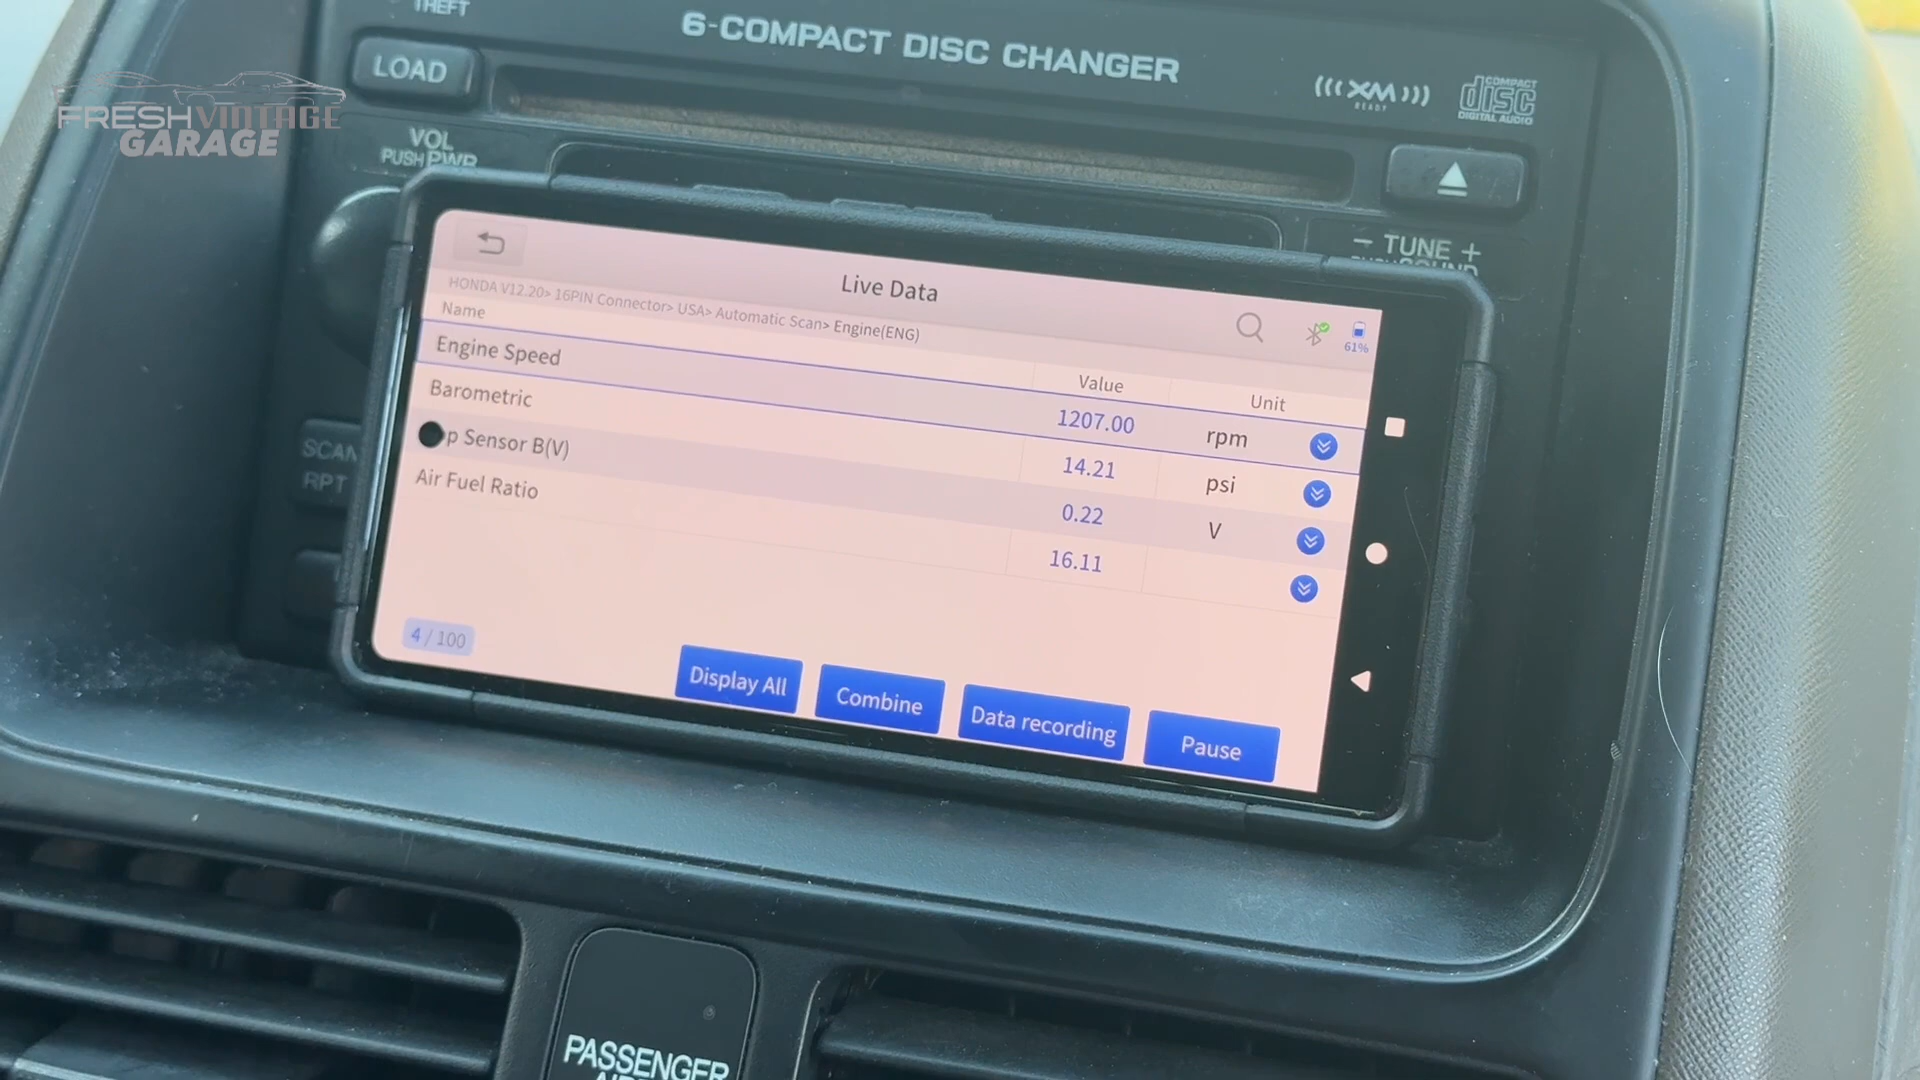 THEFT
6-COMPACT DISC CHANGER
LOAD
XM
READY
COMPACT
disc
DIGITAL AUDIO
FRESHVINTAGE
GARAGE
VOL
PUSH PWR
- TUNE +
SOUND
Live Data
HONDA V12.20> 16PIN Connector> USA> Automatic Scan> Engine(ENG)
61%
Name Value Unit
Engine Speed 1207.00 rpm
Barometric 14.21 psi
p Sensor B(V) 0.22 V
Air Fuel Ratio 16.11
SCAN
RPT
4 / 100
Display All
Combine
Data recording
Pause
PASSENGER